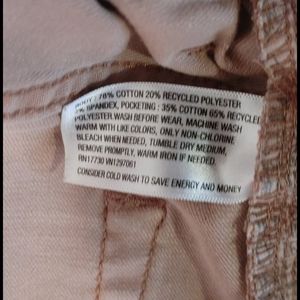 BODY: 78% COTTON 20% RECYCLED POLYESTER
2% SPANDEX, POCKETING: 35% COTTON 65% RECYCLED
POLYESTER WASH BEFORE WEAR, MACHINE WASH
WARM WITH LIKE COLORS, ONLY NON-CHLORINE
BLEACH WHEN NEEDED, TUMBLE DRY MEDIUM,
REMOVE PROMPTLY, WARM IRON IF NEEDED.
RN17730 VN1297061
CONSIDER COLD WASH TO SAVE ENERGY AND MONEY